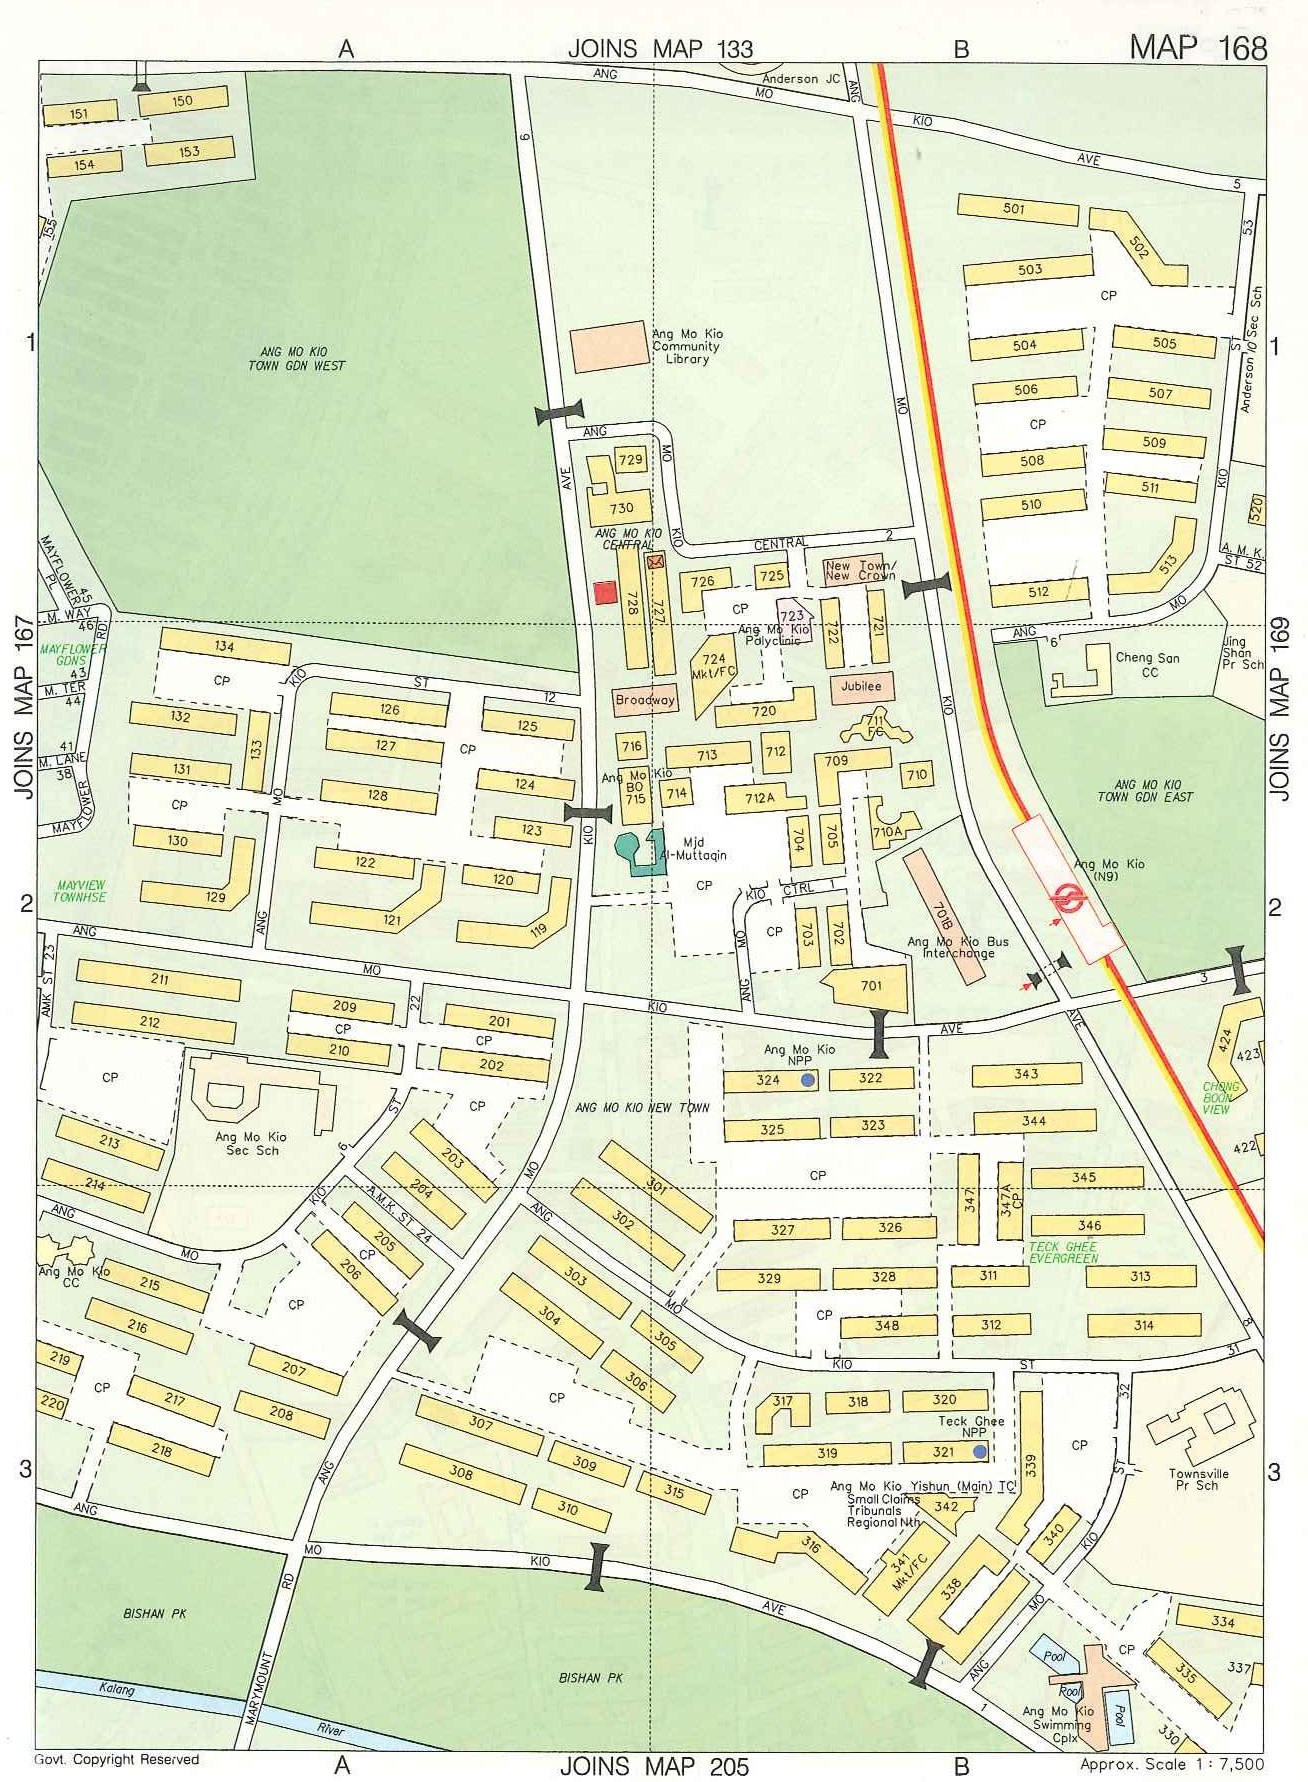 A
JOINS MAP 133
B
MAP 168
ANG
MO
Anderson JC
ANG
KIO
AVE
5
151
150
154
153
155
6
501
502
53
503
CP
ANG MO KIO
TOWN GDN WEST
Ang Mo Kio
Community
Library
1
1
504
505
ST
Anderson Sec Sch
506
507
MO
CP
509
508
511
510
KIO
520
ANG
MO
AVE
729
730
KIO
ANG MO KIO
CENTRAL
CENTRAL
2
513
A. M. K.
ST 52
512
MO
ANG
6
MAYFLOWER
PL
45
M. WAY
46
RD
MAYFLOWER
GDNS
43
M. TER
44
41
M. LANE
38
MAYFLOWER
728
727
726
725
New Town/
New Crown
CP
723
Ang Mo Kio
Polyclinic
722
721
724
Mkt/FC
Broadway
Jubilee
720
711
FC
Cheng San
CC
Jing
Shan
Pr Sch
JOINS MAP 167
JOINS MAP 169
134
CP
KIO
ST
12
132
133
126
125
127
CP
131
124
128
MO
CP
123
130
122
129
120
121
119
ANG
KIO
716
713
712
709
710
Ang Mo Kio
BO
715
714
712A
704
705
710A
Mjd
Al-Muttaqin
CP
KIO
CTRL
1
MO
CP
703
702
ANG
701
701B
Ang Mo Kio Bus
Interchange
KIO
ANG MO KIO
TOWN GDN EAST
Ang Mo Kio
(N9)
MAYVIEW
TOWNHSE
2
2
ANG
MO
KIO
AVE
3
AVE
AMK ST 23
211
212
209
CP
210
22
201
CP
202
CP
CP
ST
213
214
Ang Mo Kio
Sec Sch
6
KIO
203
204
A.M.K. ST 24
205
CP
206
MO
ANG
MO
Ang Mo Kio
CC
215
216
CP
219
220
CP
217
218
207
208
ANG MO KIO NEW TOWN
Ang Mo Kio
NPP
324
322
325
323
CP
343
344
345
347
347A
CP
346
TECK GHEE
EVERGREEN
424
423
CHONG
BOON
VIEW
422
301
302
ANG
327
326
329
328
311
313
CP
348
312
314
303
304
305
306
MO
KIO
ST
31
8
32
CP
307
308
309
310
315
317
318
320
Teck Ghee
NPP
319
321
339
CP
Townsville
Pr Sch
ST
CP
Ang Mo Kio Yishun (Main) TC
Small Claims
Tribunals
Regional Nth
342
316
341
Mkt/FC
338
340
KIO
MO
ANG
3
3
ANG
ANG
MO
KIO
AVE
1
RD
MARYMOUNT
BISHAN PK
BISHAN PK
Kalang
River
334
CP
335
337
330
Pool
Pool
Pool
Ang Mo Kio
Swimming
Cplx
Govt. Copyright Reserved
A
JOINS MAP 205
B
Approx. Scale 1 : 7,500